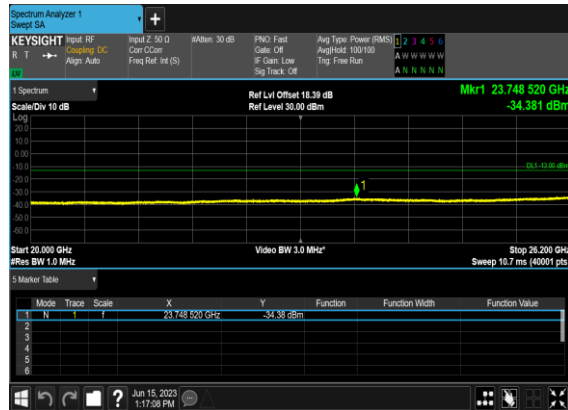 Spectrum Analyzer 1
Swept SA
+
KEYSIGHT Input: RF Input Z: 50 Ω #Atten: 30 dB PNO: Fast Avg Type: Power (RMS) 1 2 3 4 5 6
R T Coupling: DC Corr CCorr Gate: Off Avg|Hold: 100/100 A W W W W W
Align: Auto Freq Ref: Int (S) IF Gain: Low Trig: Free Run
LW Sig Track: Off A N N N N N
1 Spectrum Ref Lvl Offset 18.39 dB Mkr1 23.748 520 GHz
Scale/Div 10 dB Ref Level 30.00 dBm -34.381 dBm
Log
20.0
10.0
0.00
-10.0 DL1 -13.00 dBm
-20.0
-30.0 1
-40.0
-50.0
-60.0
Start 20.000 GHz Video BW 3.0 MHz* Stop 26.200 GHz
#Res BW 1.0 MHz Sweep 10.7 ms (40001 pts)
5 Marker Table
Mode Trace Scale X Y Function Function Width Function Value
1 N 1 f 23.748 520 GHz -34.38 dBm
2
3
4
5
6
? Jun 15, 2023
1:17:08 PM